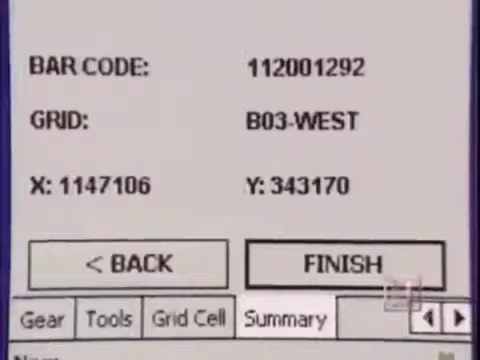 BAR CODE: 112001292
GRID: B03-WEST
X: 1147106 Y: 343170
< BACK FINISH
Gear Tools Grid Cell Summary